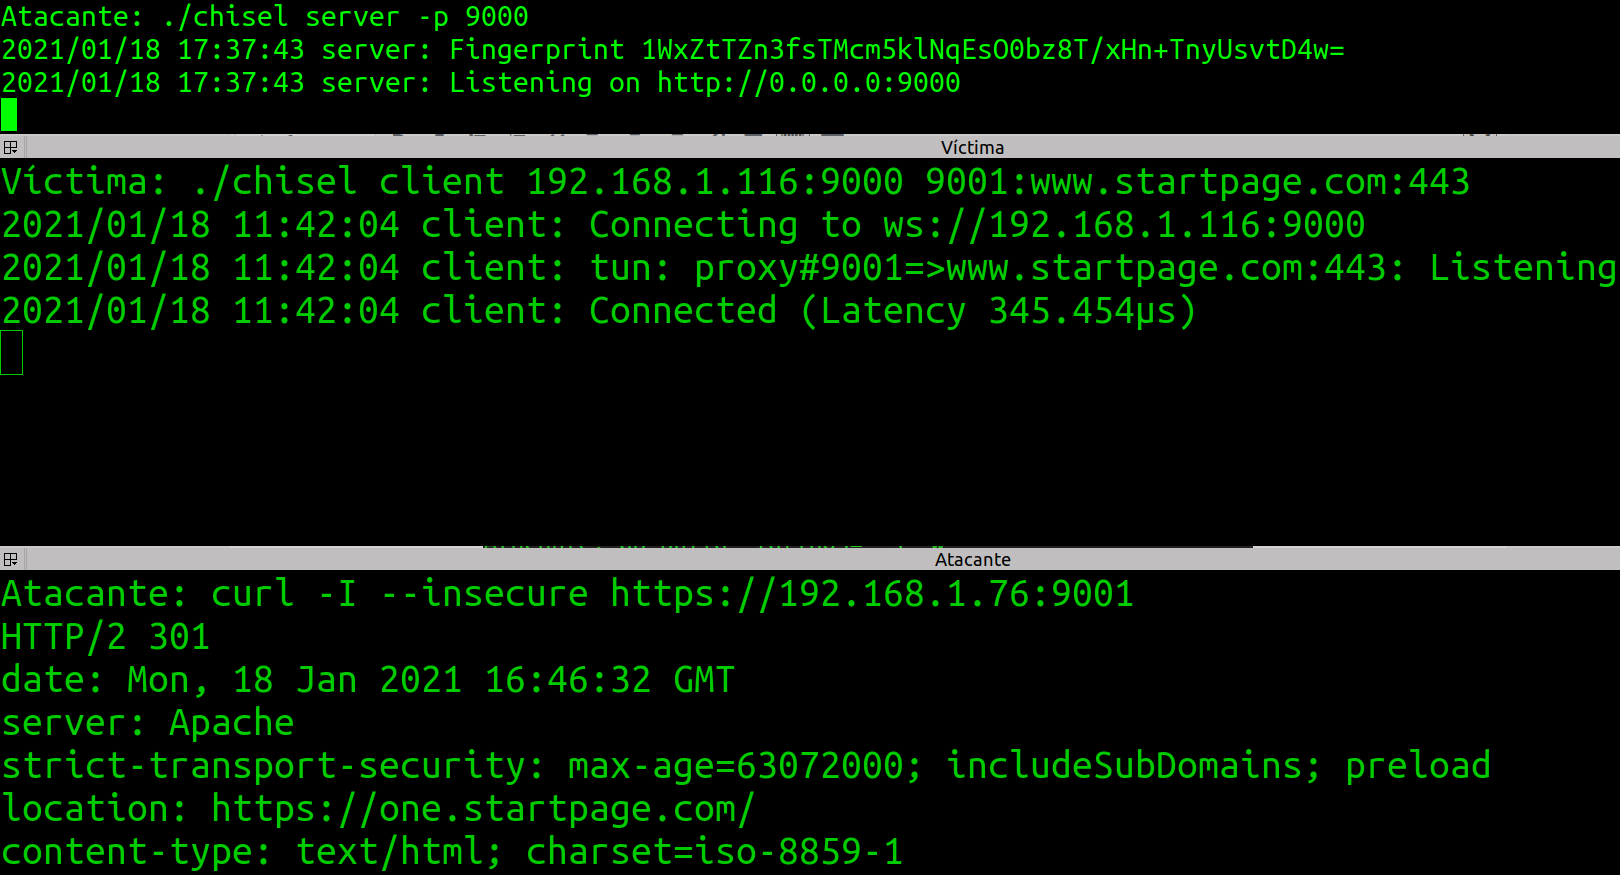 Atacante: ./chisel server -p 9000
2021/01/18 17:37:43 server: Fingerprint 1WxZtTZn3fsTMcm5klNqEsO0bz8T/xHn+TnyUsvtD4w=
2021/01/18 17:37:43 server: Listening on http://0.0.0.0:9000
Víctima
Víctima: ./chisel client 192.168.1.116:9000 9001:www.startpage.com:443
2021/01/18 11:42:04 client: Connecting to ws://192.168.1.116:9000
2021/01/18 11:42:04 client: tun: proxy#9001=>www.startpage.com:443: Listening
2021/01/18 11:42:04 client: Connected (Latency 345.454µs)
Atacante
Atacante: curl -I --insecure https://192.168.1.76:9001
HTTP/2 301
date: Mon, 18 Jan 2021 16:46:32 GMT
server: Apache
strict-transport-security: max-age=63072000; includeSubDomains; preload
location: https://one.startpage.com/
content-type: text/html; charset=iso-8859-1